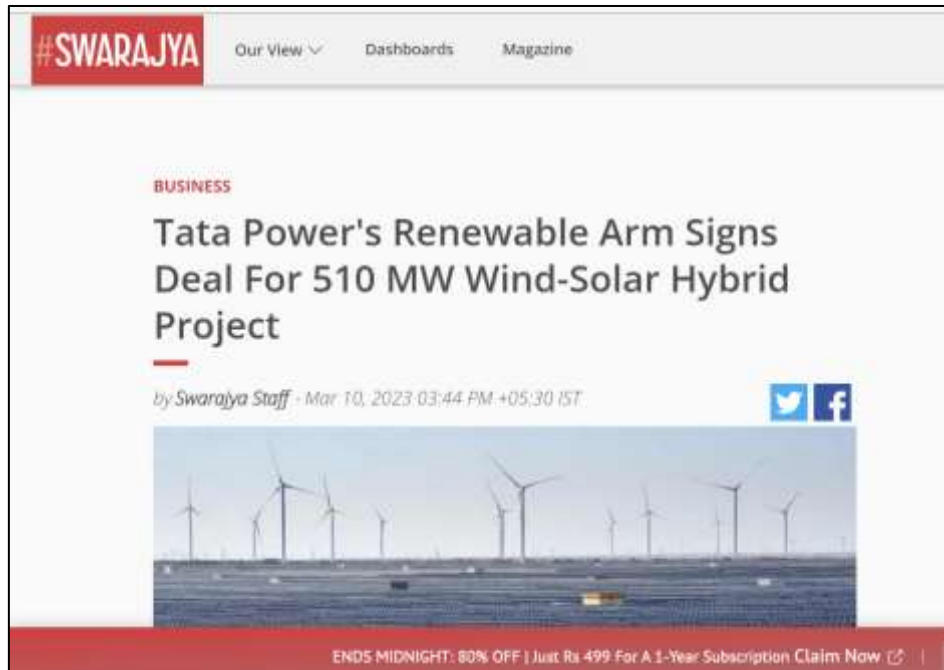 #SWARAJYA
Our View
Dashboards
Magazine
BUSINESS
Tata Power's Renewable Arm Signs
Deal For 510 MW Wind-Solar Hybrid
Project
by Swarajya Staff - Mar 10, 2023 03:44 PM +05:30 IST
ENDS MIDNIGHT: 80% OFF | Just Rs 499 For A 1-Year Subscription Claim Now |